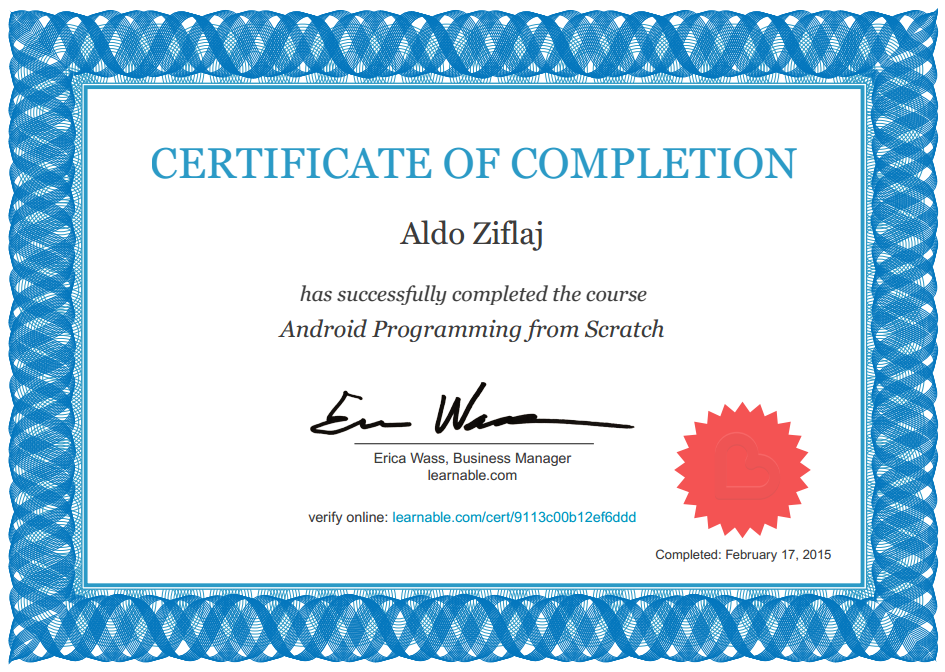 CERTIFICATE OF COMPLETION
Aldo Ziflaj
has successfully completed the course
Android Programming from Scratch
Erica Wass
Erica Wass, Business Manager
learnable.com
verify online: learnable.com/cert/9113c00b12ef6ddd
Completed: February 17, 2015